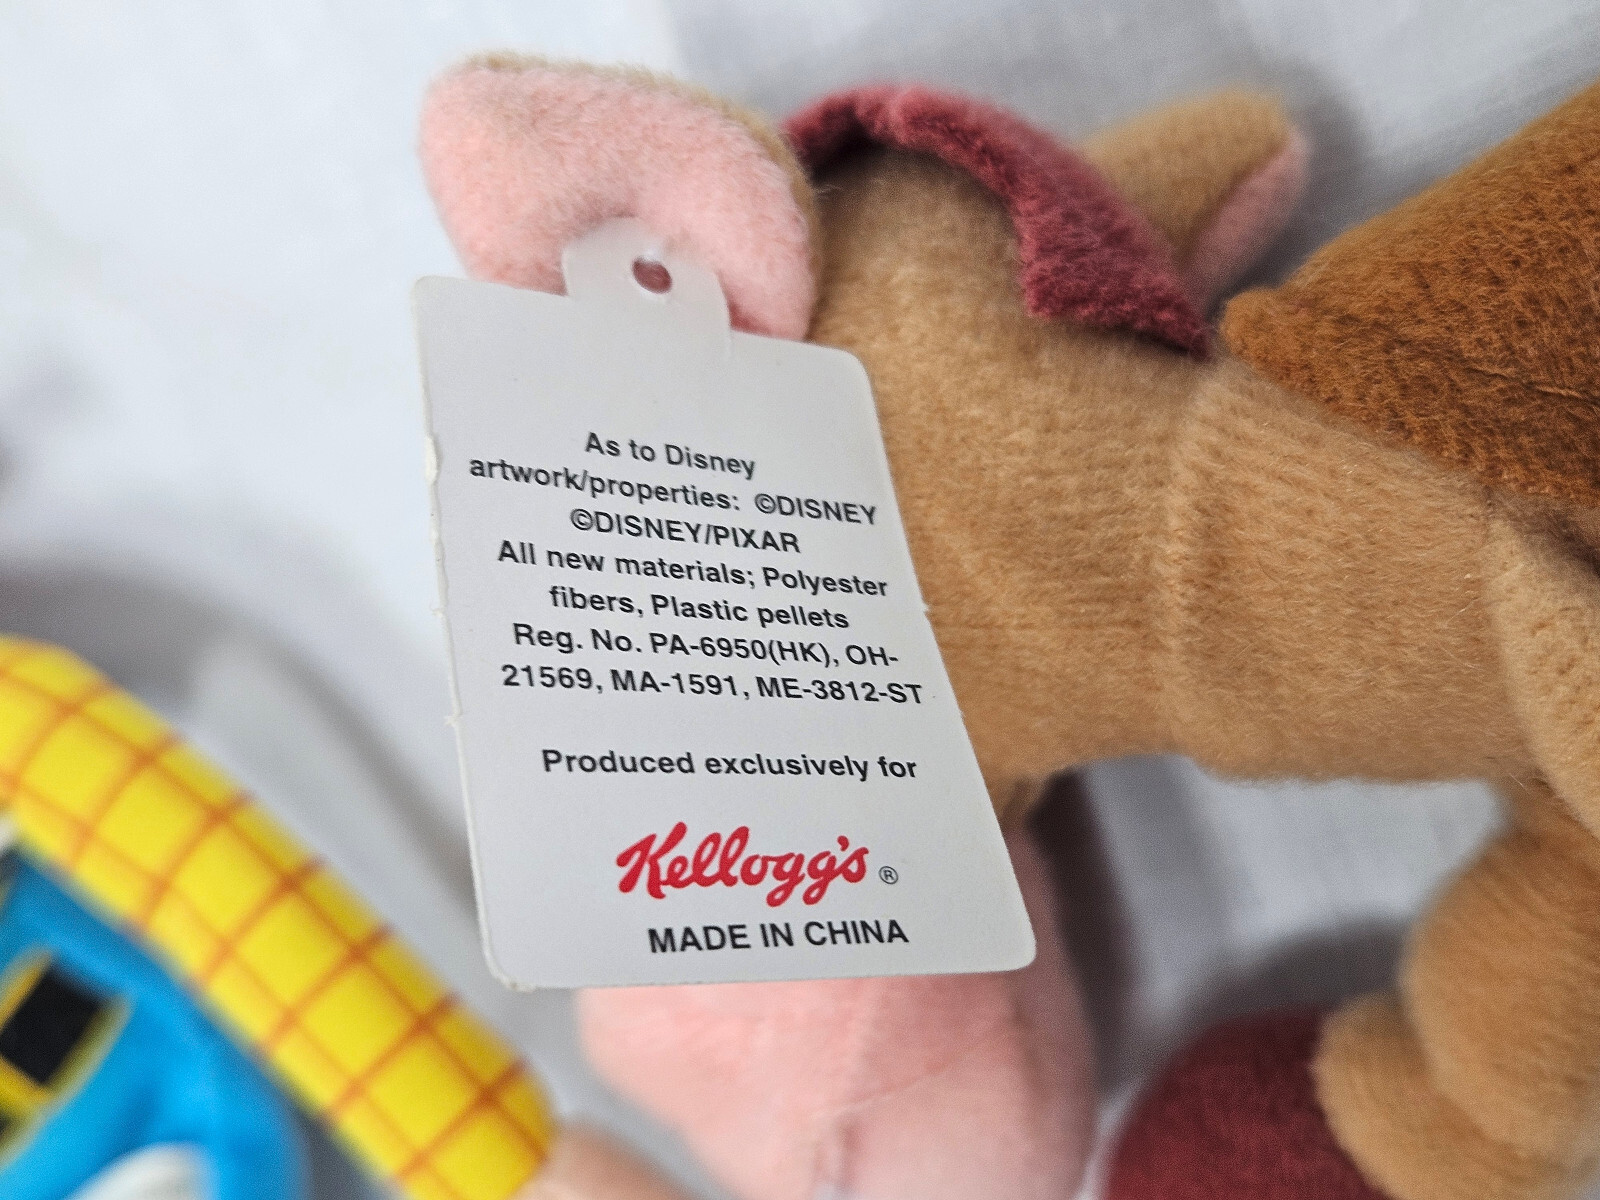 As to Disney
artwork/properties: ©DISNEY
©DISNEY/PIXAR
All new materials; Polyester
fibers, Plastic pellets
Reg. No. PA-6950(HK), OH-
21569, MA-1591, ME-3812-ST
Produced exclusively for
Kellogg's ®
MADE IN CHINA